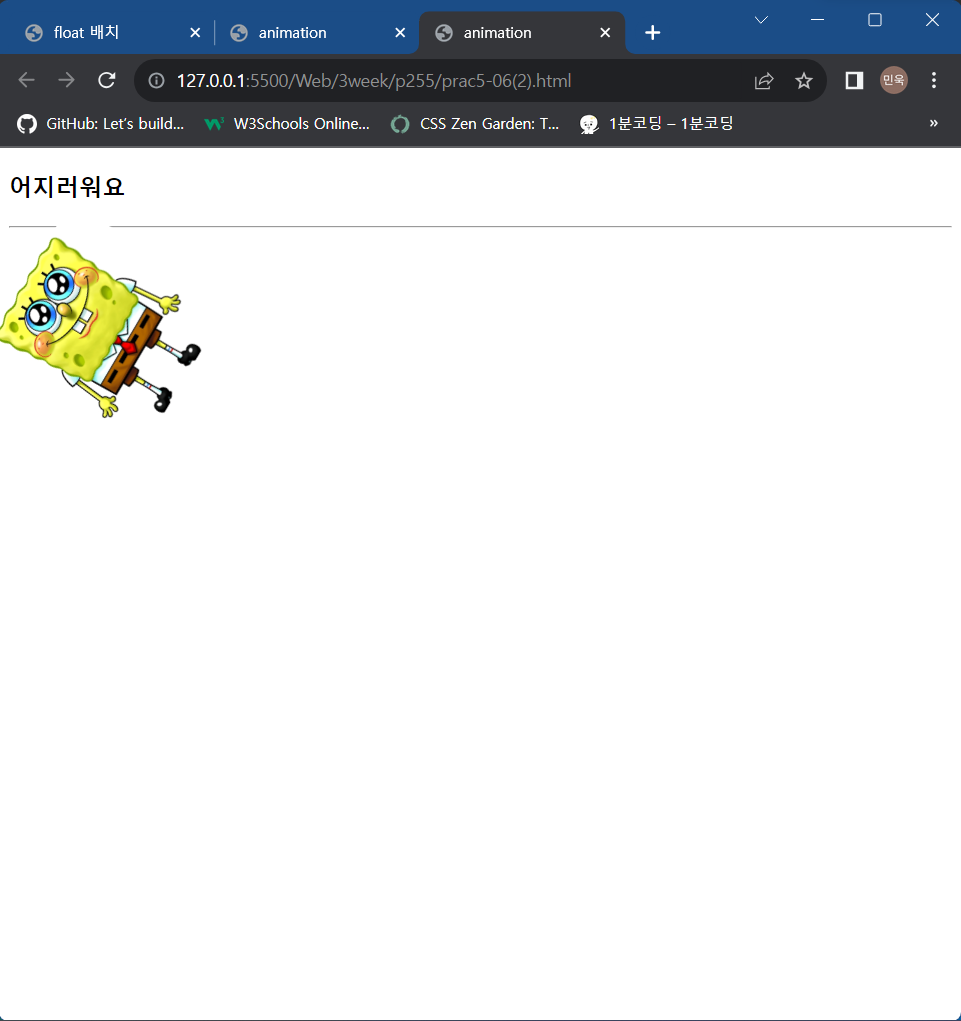 float 배치
animation
animation
127.0.0.1:5500/Web/3week/p255/prac5-06(2).html
민욱
GitHub: Let's build...
W3Schools Online...
CSS Zen Garden: T...
1분코딩 – 1분코딩
»
어지러워요